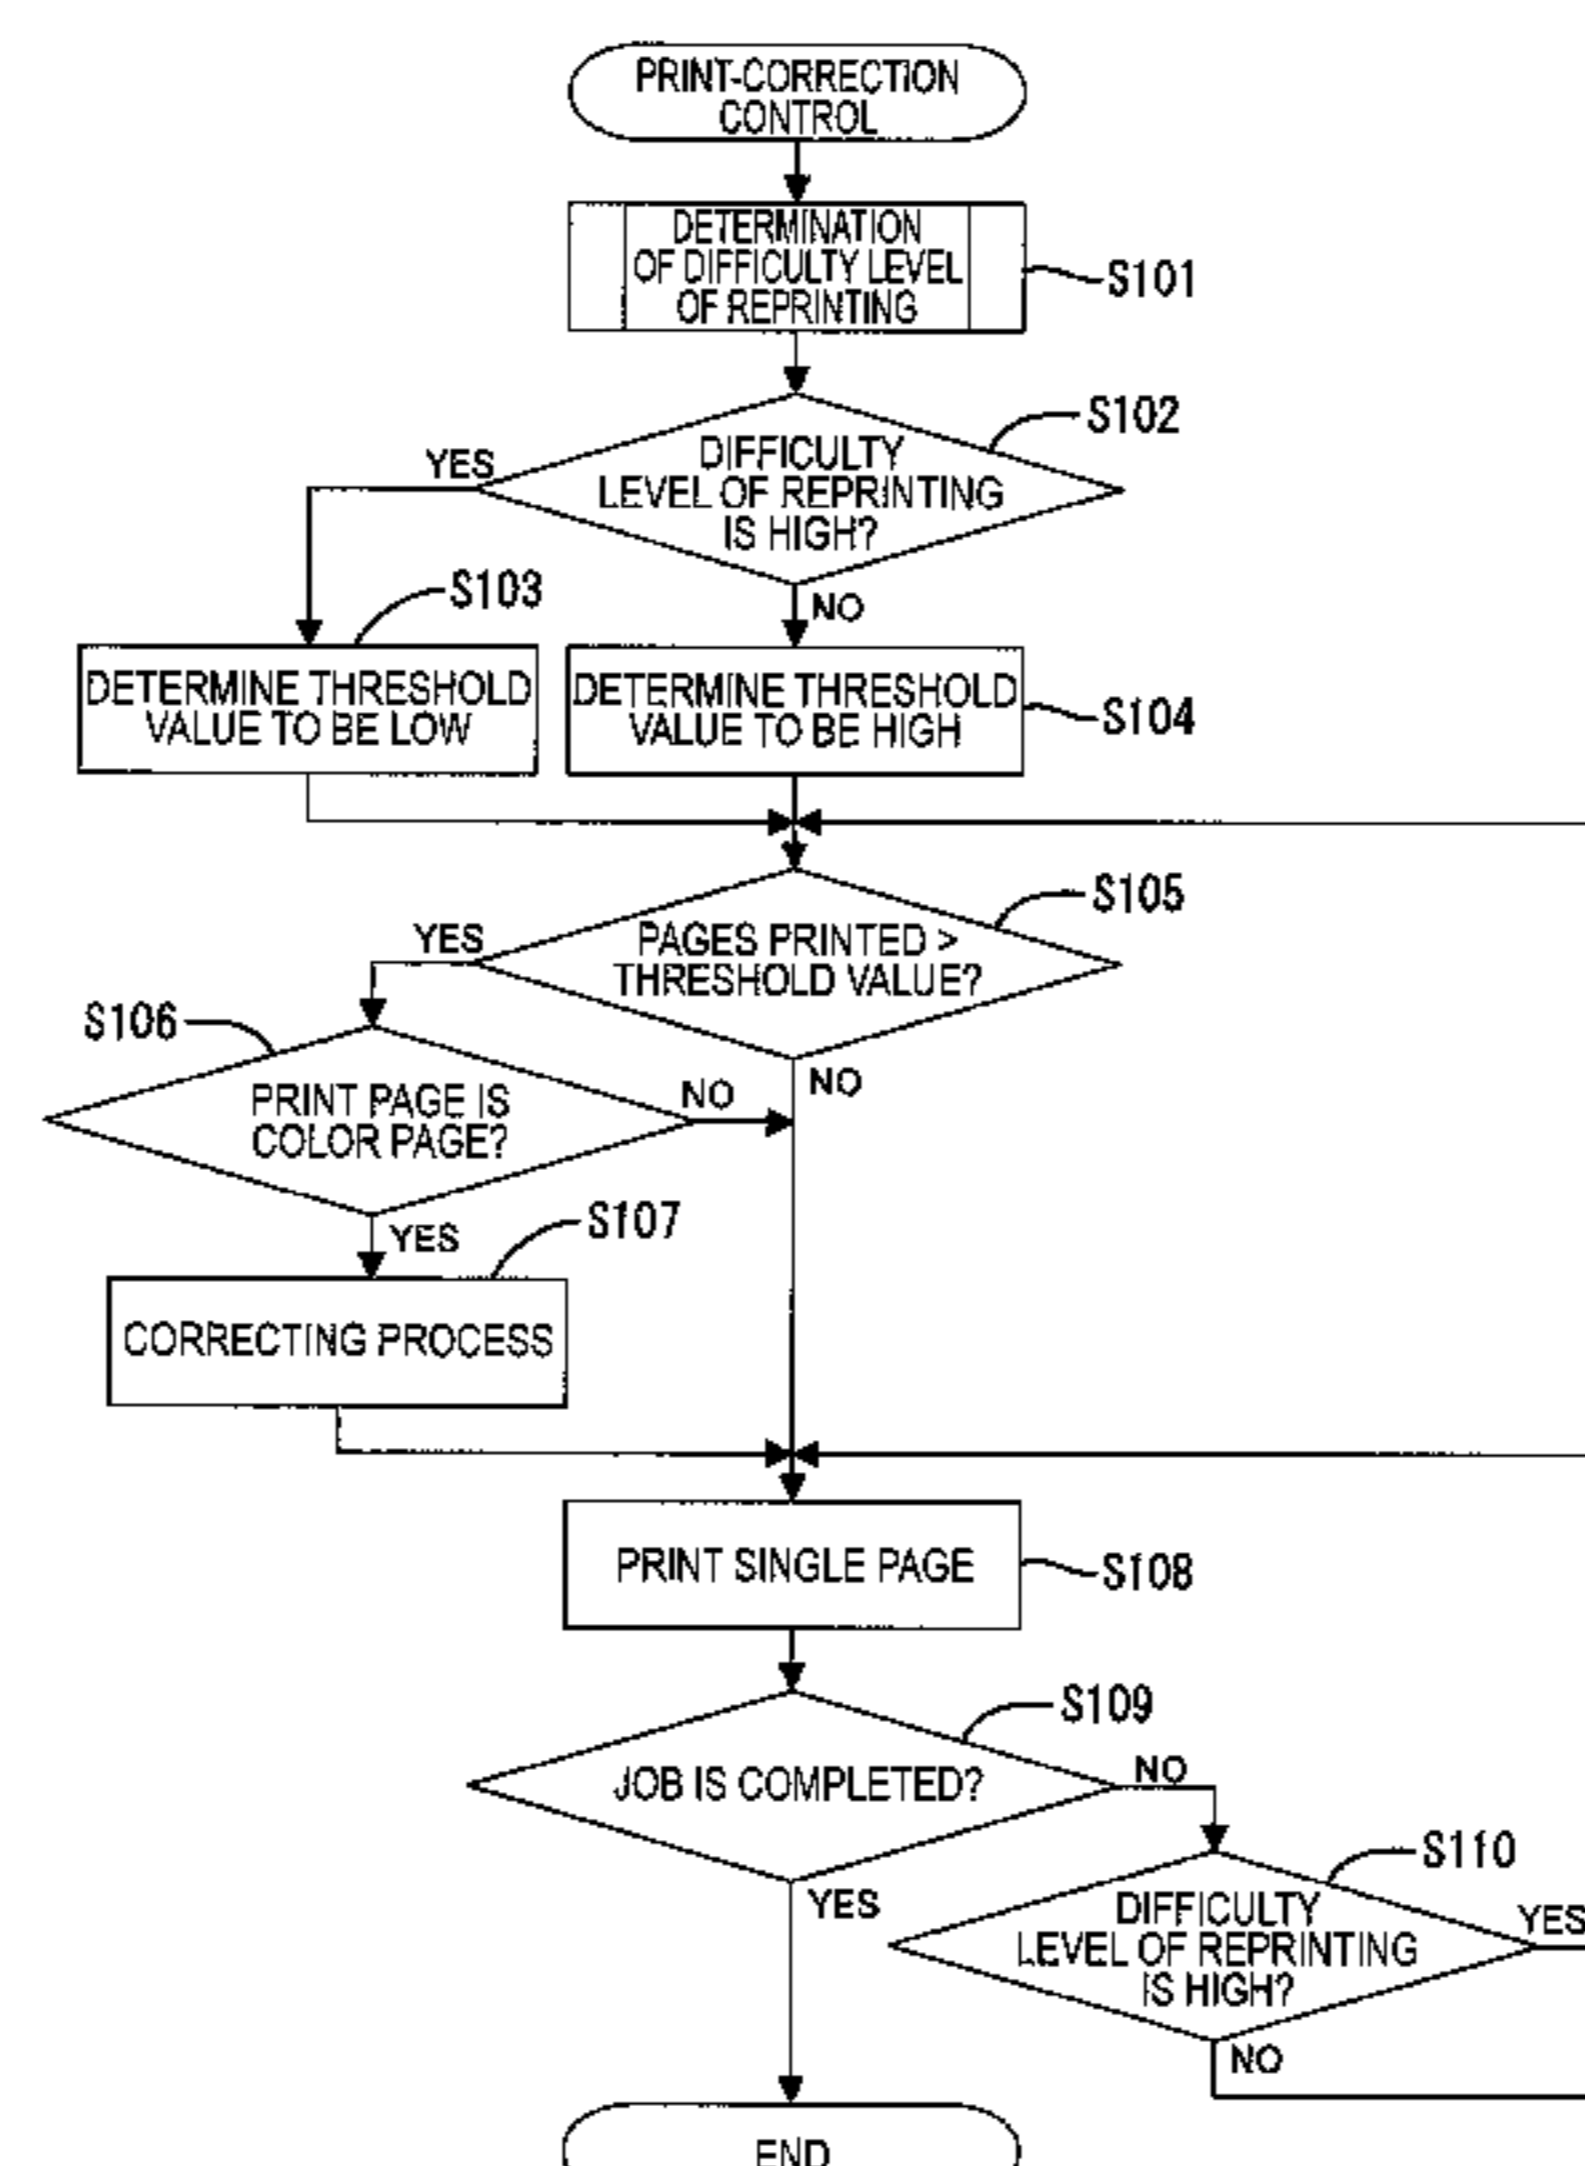 PRINT-CORRECTION
CONTROL
DETERMINATION
OF DIFFICULTY LEVEL
OF REPRINTING
S101
S102
DIFFICULTY
LEVEL OF REPRINTING
IS HIGH?
YES
NO
S103
DETERMINE THRESHOLD
VALUE TO BE LOW
DETERMINE THRESHOLD
VALUE TO BE HIGH
S104
S105
PAGES PRINTED >
THRESHOLD VALUE?
YES
NO
S106
PRINT PAGE IS
COLOR PAGE?
NO
YES
S107
CORRECTING PROCESS
PRINT SINGLE PAGE
S108
S109
JOB IS COMPLETED?
NO
YES
S110
DIFFICULTY
LEVEL OF REPRINTING
IS HIGH?
YES
NO
END